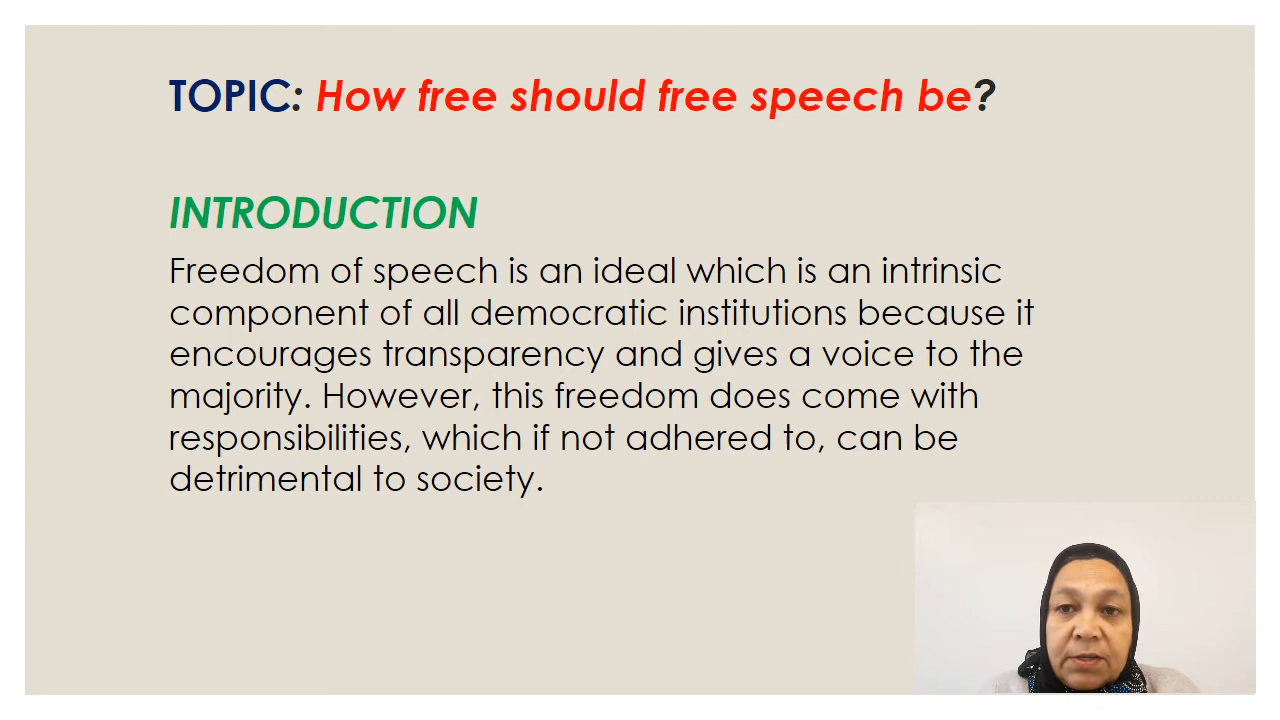 TOPIC: How free should free speech be?
INTRODUCTION
Freedom of speech is an ideal which is an intrinsic
component of all democratic institutions because it
encourages transparency and gives a voice to the
majority. However, this freedom does come with
responsibilities, which if not adhered to, can be
detrimental to society.